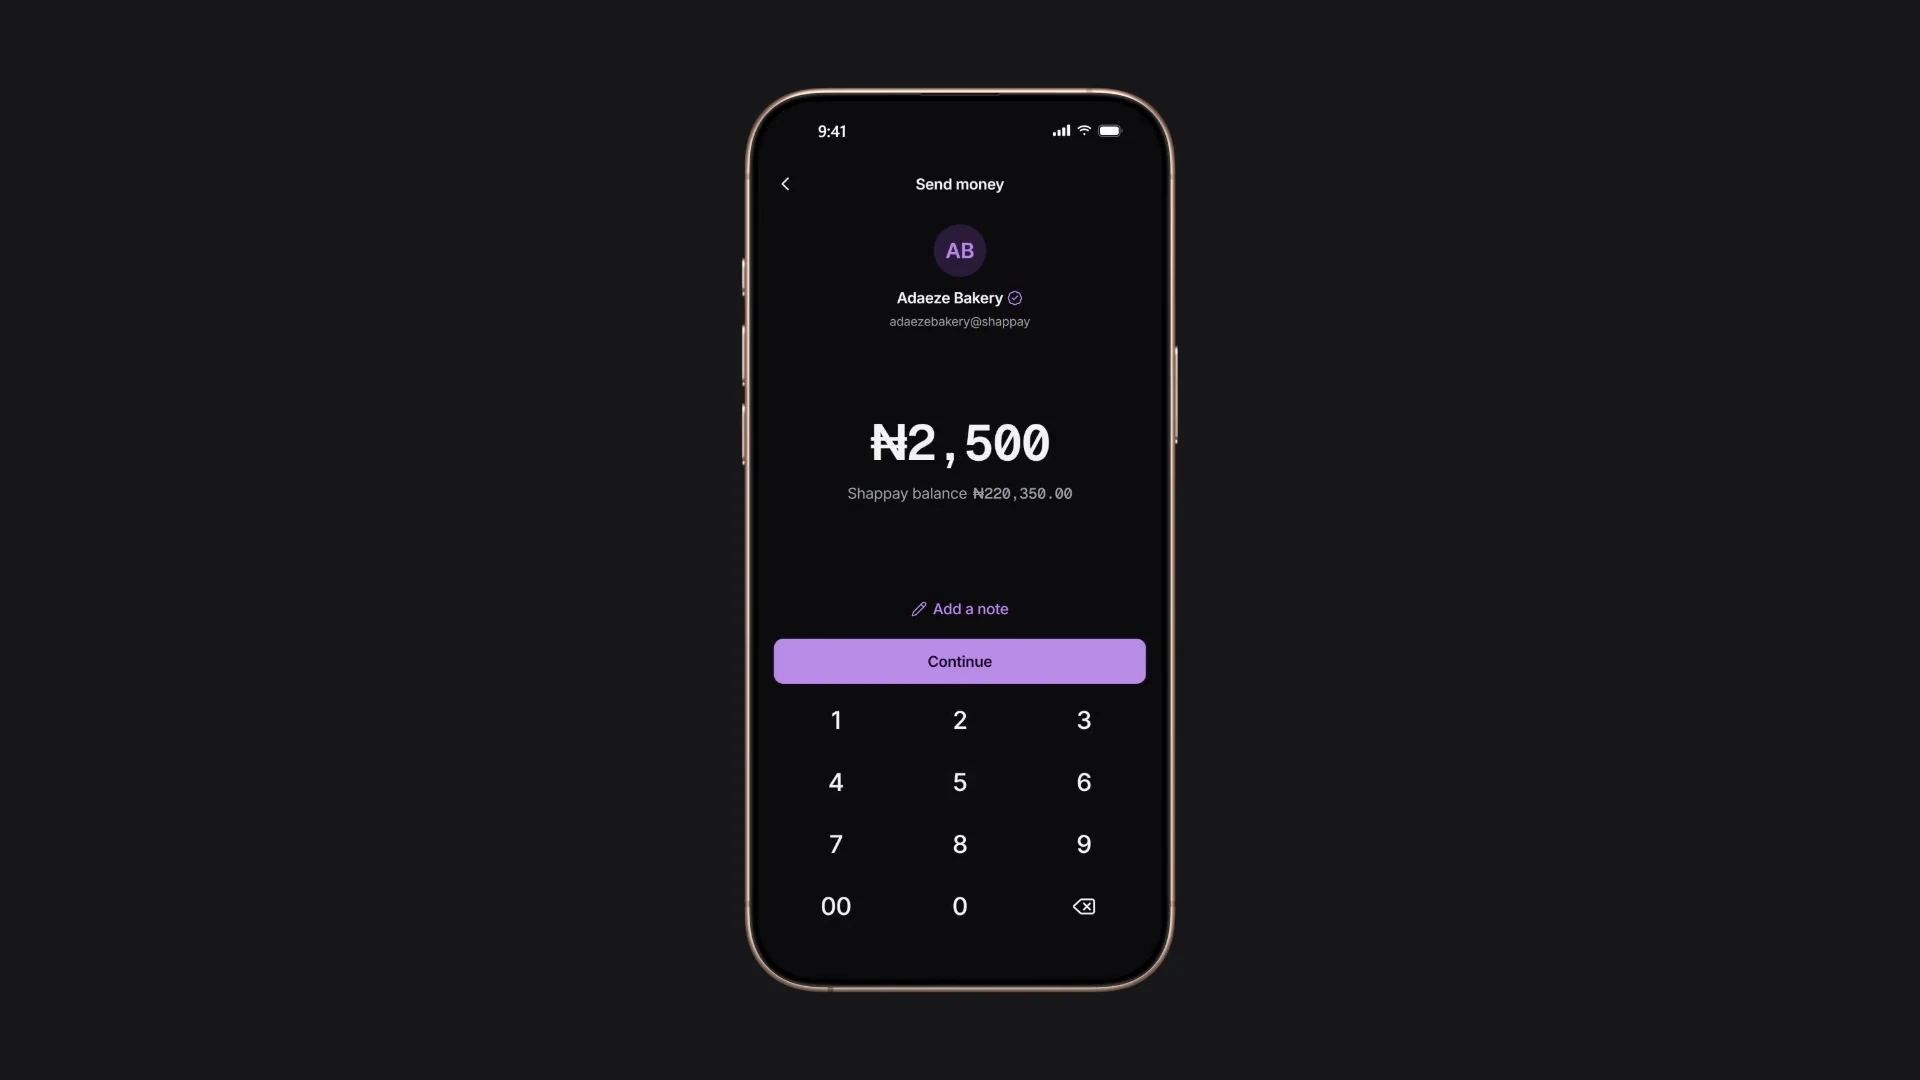 9:41
Send money
AB
Adaeze Bakery
adaezebakery@shappay
₦2,500
Shappay balance ₦220,350.00
Add a note
Continue
1 2 3
4 5 6
7 8 9
00 0